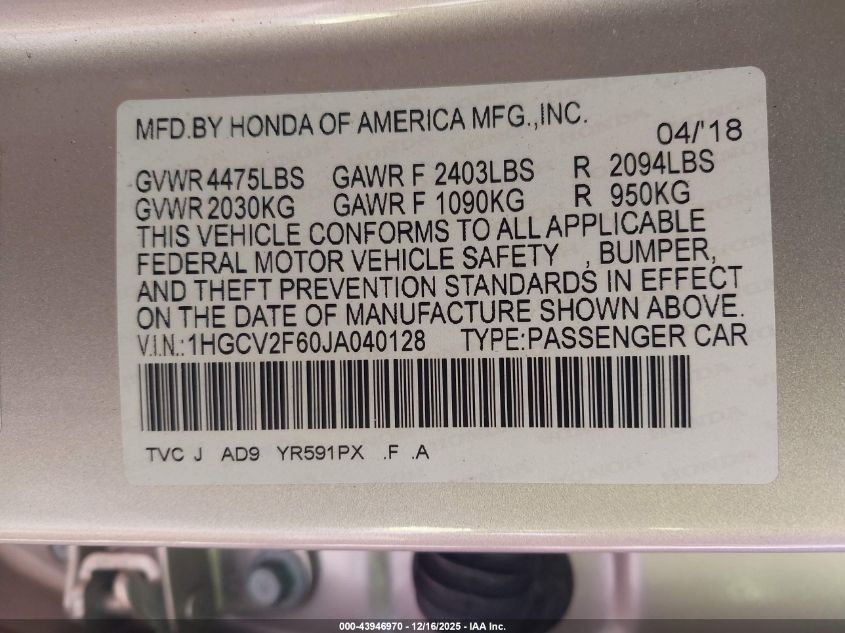 MFD.BY HONDA OF AMERICA MFG.,INC. 04/'18
GVWR 4475LBS GAWR F 2403LBS R 2094LBS
GVWR 2030KG GAWR F 1090KG R 950KG
THIS VEHICLE CONFORMS TO ALL APPLICABLE
FEDERAL MOTOR VEHICLE SAFETY , BUMPER,
AND THEFT PREVENTION STANDARDS IN EFFECT
ON THE DATE OF MANUFACTURE SHOWN ABOVE.
V.I.N.:1HGCV2F60JA040128 TYPE:PASSENGER CAR
TVC J AD9 YR591PX .F .A
000-43946970 - 12/16/2025 - IAA Inc.